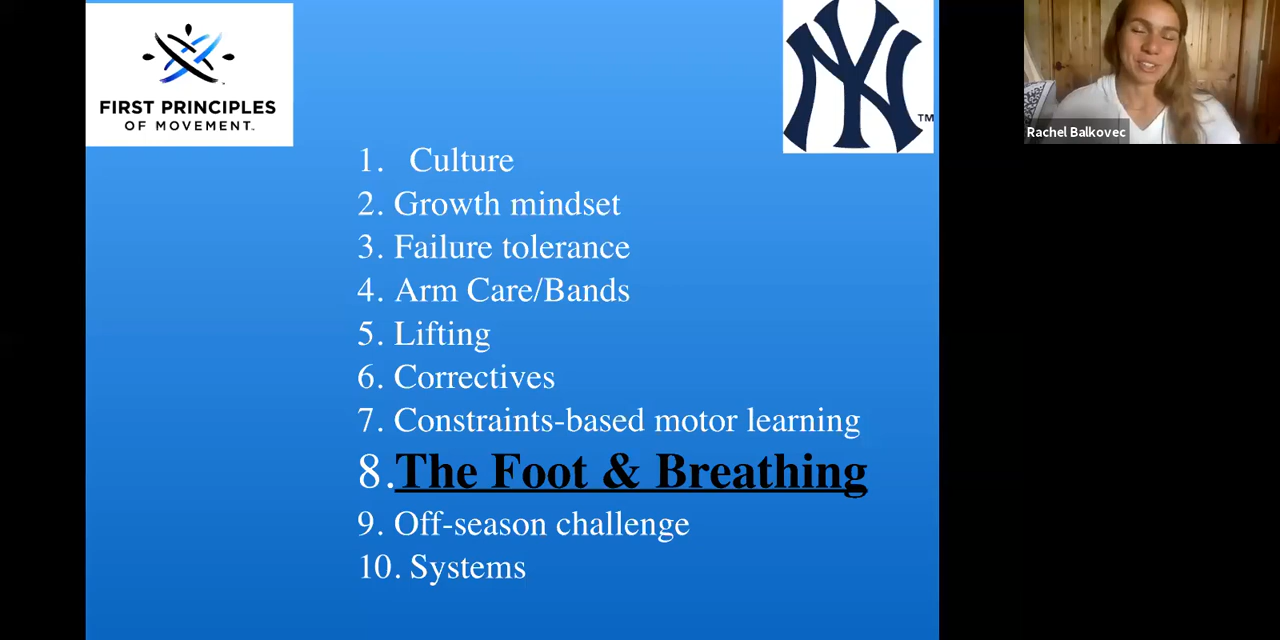 FIRST PRINCIPLES
OF MOVEMENT™
NY
TM
Rachel Balkovec
1. Culture
2. Growth mindset
3. Failure tolerance
4. Arm Care/Bands
5. Lifting
6. Correctives
7. Constraints-based motor learning
8.The Foot & Breathing
9. Off-season challenge
10. Systems